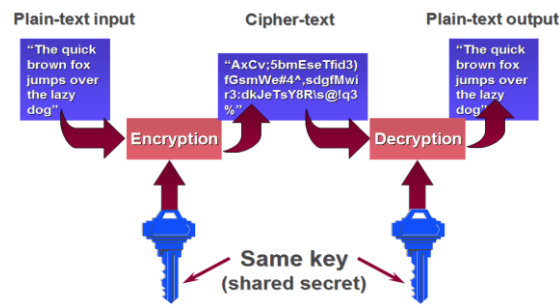 Plain-text input
Cipher-text
Plain-text output
“The quick
brown fox
jumps over
the lazy
dog”
“AxCv;5bmEseTfid3)
fGsmWe#4^,sdgfMwi
r3:dkJeTsY8R\s@!q3
%”
“The quick
brown fox
jumps over
the lazy
dog”
Encryption
Decryption
Same key
(shared secret)